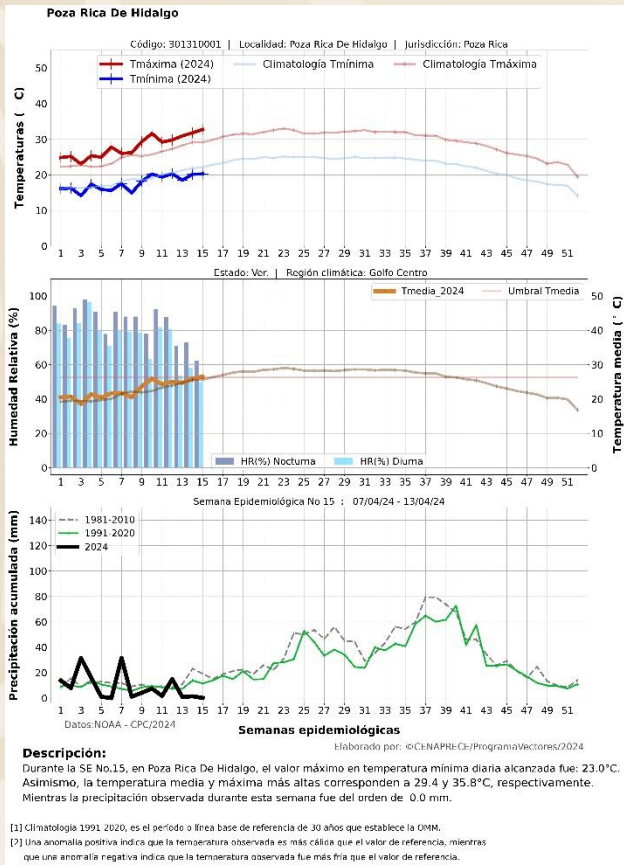 Poza Rica De Hidalgo
Código: 301310001 | Localidad: Poza Rica De Hidalgo | Jurisdicción: Poza Rica
Tmáxima (2024)
Climatología Tmínima
Climatología Tmáxima
Tmínima (2024)
Temperaturas ( C)
50
40
30
20
10
0
1 3 5 7 9 11 13 15 17 19 21 23 25 27 29 31 33 35 37 39 41 43 45 47 49 51
Estado: Ver. | Región climática: Golfo Centro
Tmedia_2024
Umbral Tmedia
Humedad Relativa (%)
100
80
60
40
20
0
Temperatura media (° C)
50
40
30
20
10
0
HR(%) Nocturna
HR(%) Diurna
1 3 5 7 9 11 13 15 17 19 21 23 25 27 29 31 33 35 37 39 41 43 45 47 49 51
Semana Epidemiológica No 15 : 07/04/24 - 13/04/24
1981-2010
1991-2020
2024
Precipitación acumulada (mm)
140
120
100
80
60
40
20
0
1 3 5 7 9 11 13 15 17 19 21 23 25 27 29 31 33 35 37 39 41 43 45 47 49 51
Datos:NOAA - CPC/2024
Semanas epidemiológicas
Elaborado por: ©CENAPRECE/ProgramaVectores/2024
Descripción:
Durante la SE No.15, en Poza Rica De Hidalgo, el valor máximo en temperatura mínima diaria alcanzada fue: 23.0°C.
Asimismo, la temperatura media y máxima más altas corresponden a 29.4 y 35.8°C, respectivamente.
Mientras la precipitación observada durante esta semana fue del orden de 0.0 mm.
[1] Climatologia 1991 2020, es el período o línea base de referencia de 30 años que establece la OMM.
[2] Una anomalia positiva indica que la temperatura observada es más cálida que el valor de referencia, mientras
que una anomalía negativa indica que la temperatura observada fue más fría que el valor de referencia.